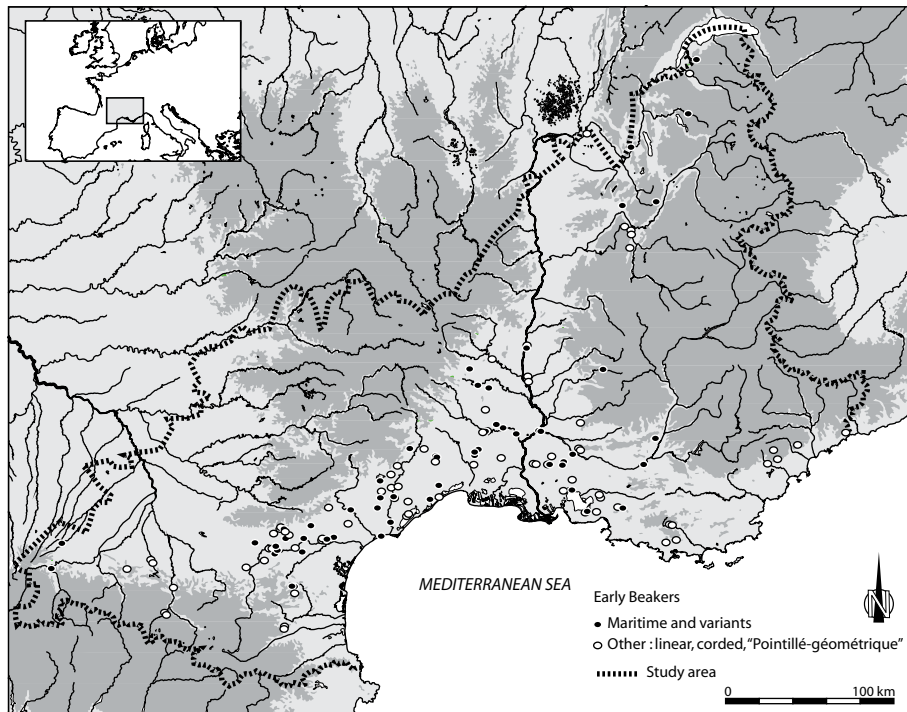 MEDITERRANEAN SEA
Early Beakers
Maritime and variants
Other : linear, corded, "Pointillé-géométrique"
Study area
N
0 100 km